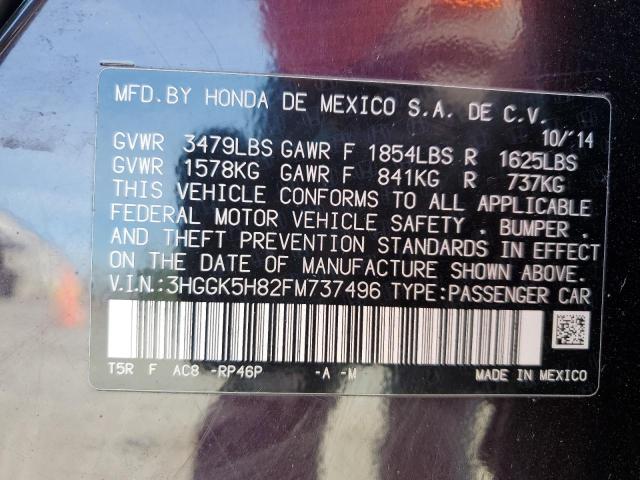 MFD. BY HONDA DE MEXICO S.A. DE C.V.
10/'14
GVWR 3479LBS GAWR F 1854LBS R 1625LBS
GVWR 1578KG GAWR F 841KG R 737KG
THIS VEHICLE CONFORMS TO ALL APPLICABLE
FEDERAL MOTOR VEHICLE SAFETY , BUMPER ,
AND THEFT PREVENTION STANDARDS IN EFFECT
ON THE DATE OF MANUFACTURE SHOWN ABOVE.
V.I.N.:3HGGK5H82FM737496 TYPE:PASSENGER CAR
T5R F AC8 -RP46P -A -M-
MADE IN MEXICO